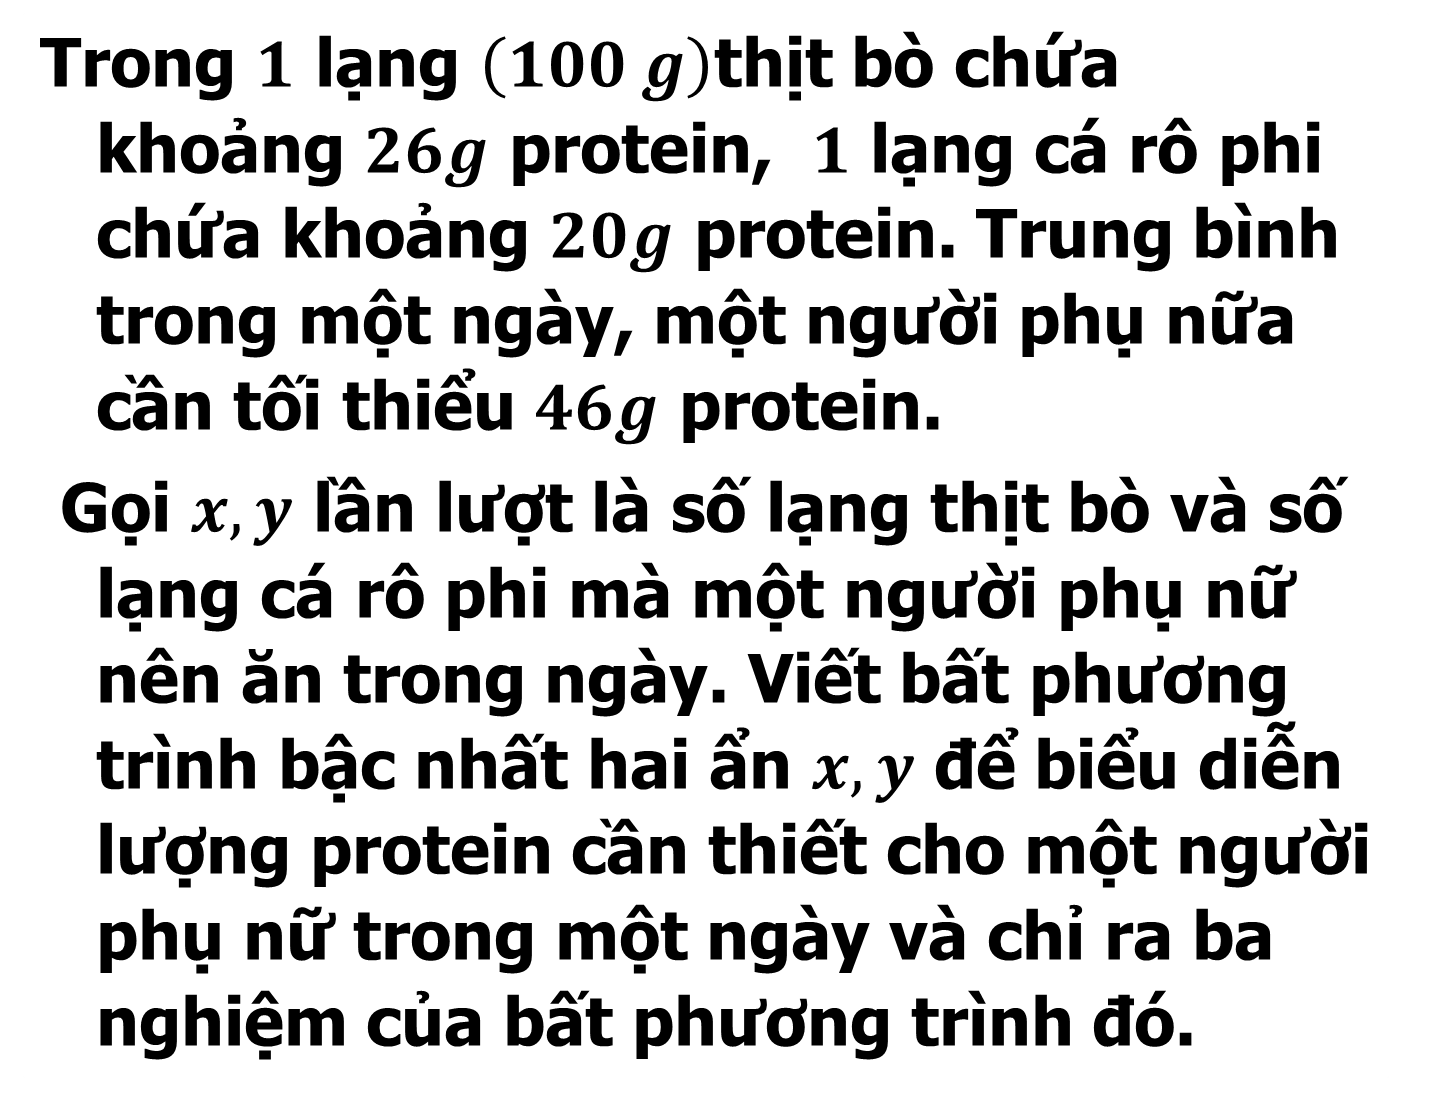 Trong 1 lạng (100 g)thịt bò chứa
khoảng 26g protein, 1 lạng cá rô phi
chứa khoảng 20g protein. Trung bình
trong một ngày, một người phụ nữa
cần tối thiểu 46g protein.
Gọi x, y lần lượt là số lạng thịt bò và số
lạng cá rô phi mà một người phụ nữ
nên ăn trong ngày. Viết bất phương
trình bậc nhất hai ẩn x, y để biểu diễn
lượng protein cần thiết cho một người
phụ nữ trong một ngày và chỉ ra ba
nghiệm của bất phương trình đó.